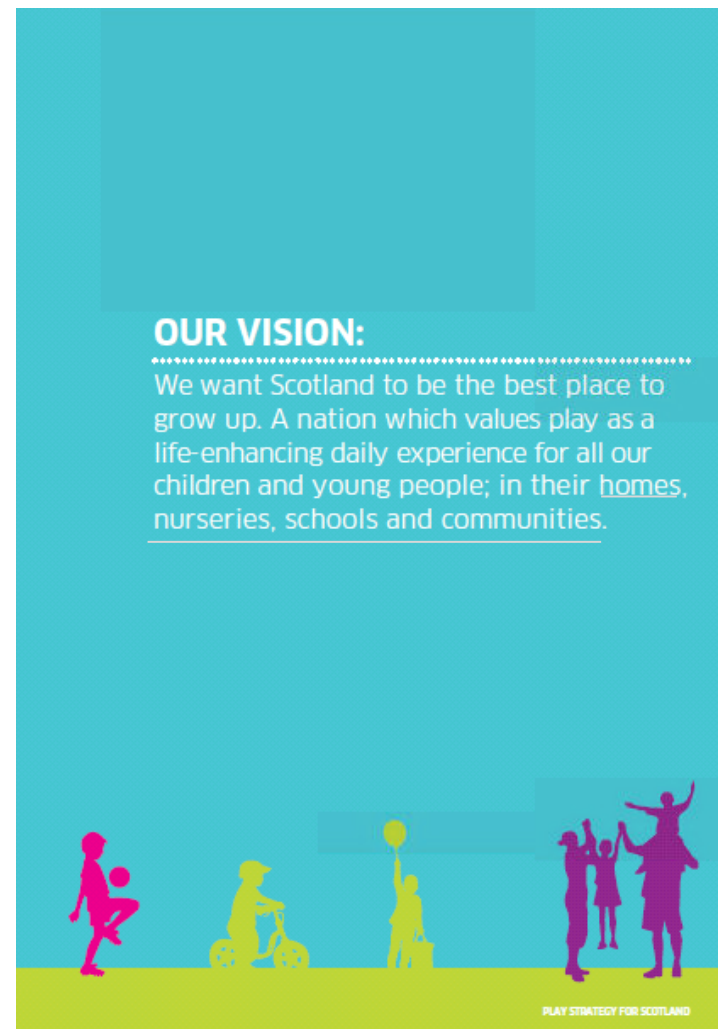 OUR VISION:
We want Scotland to be the best place to
grow up. A nation which values play as a
life-enhancing daily experience for all our
children and young people; in their homes,
nurseries, schools and communities.
PLAY STRATEGY FOR SCOTLAND